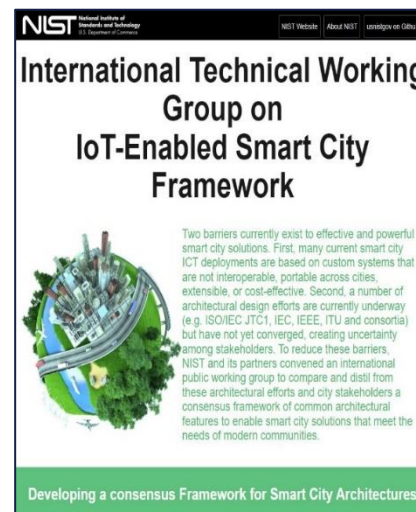 NIST National Institute of
Standards and Technology
U.S. Department of Commerce
NIST Website About NIST usnistgov on Githu
International Technical Working
Group on
IoT-Enabled Smart City
Framework
Two barriers currently exist to effective and powerful
smart city solutions. First, many current smart city
ICT deployments are based on custom systems that
are not interoperable, portable across cities,
extensible, or cost-effective. Second, a number of
architectural design efforts are currently underway
(e.g. ISO/IEC JTC1, IEC, IEEE, ITU and consortia)
but have not yet converged, creating uncertainty
among stakeholders. To reduce these barriers,
NIST and its partners convened an international
public working group to compare and distil from
these architectural efforts and city stakeholders a
consensus framework of common architectural
features to enable smart city solutions that meet the
needs of modern communities.
Developing a consensus Framework for Smart City Architectures